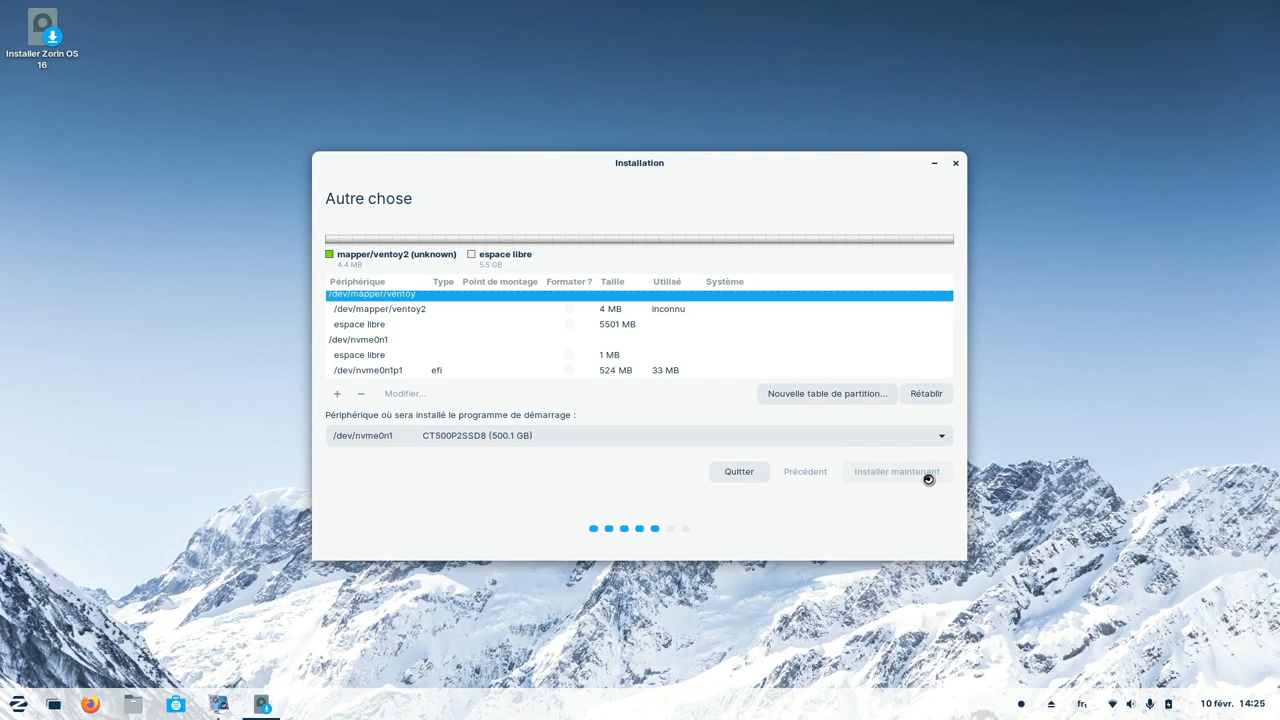 Installer Zorin OS
16
Installation
Autre chose
mapper/ventoy2 (unknown)
4.4 MB
espace libre
5.5 GB
Périphérique Type Point de montage Formater ? Taille Utilisé Système
/dev/mapper/ventoy
/dev/mapper/ventoy2 4 MB inconnu
espace libre 5501 MB
/dev/nvme0n1
espace libre 1 MB
/dev/nvme0n1p1 efi 524 MB 33 MB
+ − Modifier... Nouvelle table de partition... Rétablir
Périphérique où sera installé le programme de démarrage :
/dev/nvme0n1 CT500P2SSD8 (500.1 GB)
Quitter Précédent Installer maintenant
fr₁ 10 févr. 14:25